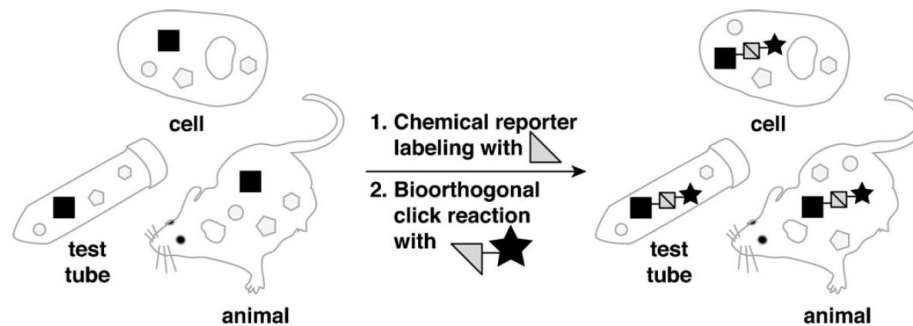 cell
test
tube
animal
1. Chemical reporter
labeling with
2. Bioorthogonal
click reaction
with
cell
test
tube
animal